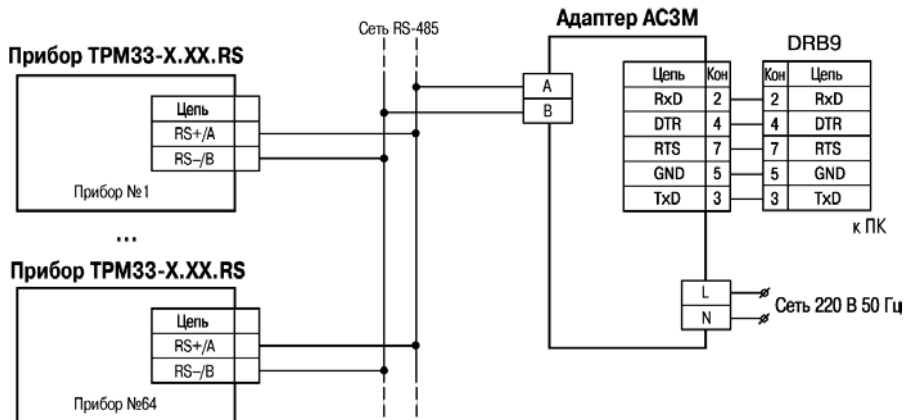 Сеть RS-485
Адаптер АС3М
Прибор ТРМ33-Х.ХХ.RS
DRB9
Цепь
RS+/A
RS–/B
Прибор №1
A
B
Цепь Кон
RxD 2
DTR 4
RTS 7
GND 5
TxD 3
Кон Цепь
2 RxD
4 DTR
7 RTS
5 GND
3 TxD
к ПК
...
Прибор ТРМ33-Х.ХХ.RS
Цепь
RS+/A
RS–/B
Прибор №64
L
N
Сеть 220 В 50 Гц